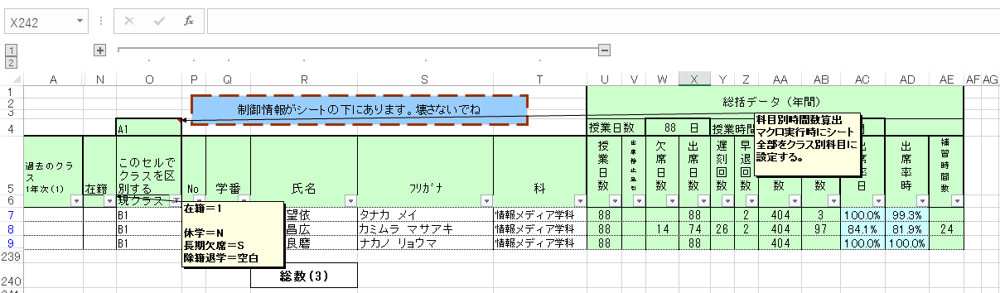 X242
fx
1
2
A N O P Q R S T U V W X Y Z AA AB AC AD AE AF AG
1
2
3
4
5
6
7
8
9
239
240
制御情報がシートの下にあります。壊さないでね
総括データ（年間）
A1
授業日数 88 日 授業時間
科目別時間数算出
マクロ実行時にシート
全部をクラス別科目に
設定する。
過去のクラ
ス
1年次(1)
在籍
このセルで
クラスを区
別する
現クラス
No
学番
氏名
ﾌﾘｶﾞﾅ
科
授業日数
出席停止忌引
欠席日数
出席日数
遅刻回数
早退回数
数
数
出席率日
出席率時
補習時間数
在籍＝1
休学＝N
長期欠席＝S
除籍退学＝空白
B1 望依 タナカ メイ 情報メディア学科 88 88 2 404 3 100.0% 99.3%
B1 昌広 カミムラ マサアキ 情報メディア学科 88 14 74 26 2 404 97 84.1% 81.9% 24
B1 良磨 ナカノ リョウマ 情報メディア学科 88 88 404 100.0% 100.0%
総数(3)